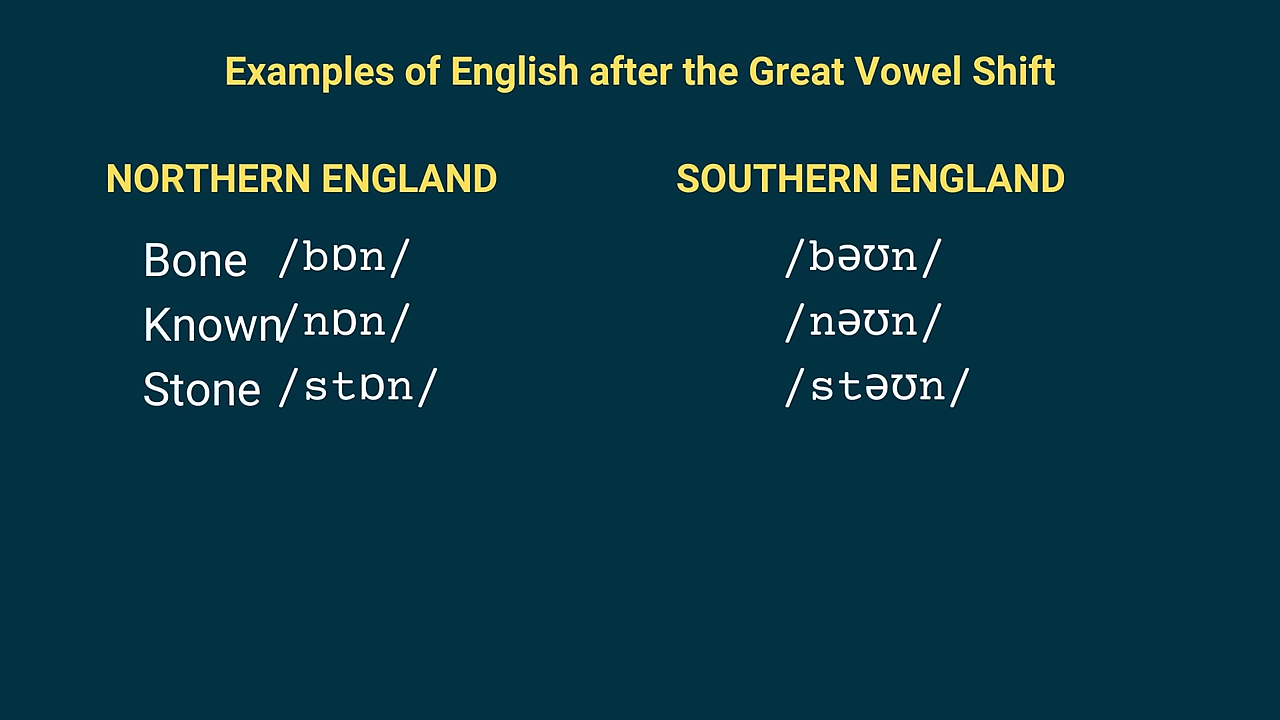 Examples of English after the Great Vowel Shift
NORTHERN ENGLAND SOUTHERN ENGLAND
Bone /bɒn/ /bəʊn/
Known /nɒn/ /nəʊn/
Stone /stɒn/ /stəʊn/